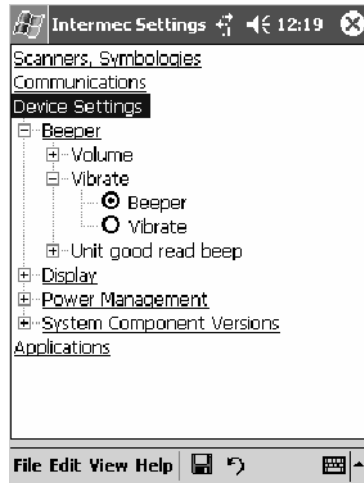 Intermec Settings 12:19
Scanners, Symbologies
Communications
Device Settings
Beeper
Volume
Vibrate
Beeper
Vibrate
Unit good read beep
Display
Power Management
System Component Versions
Applications
File Edit View Help